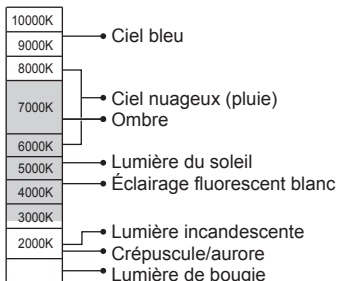 10000K
9000K
Ciel bleu
8000K
7000K
Ciel nuageux (pluie)
Ombre
6000K
5000K
Lumière du soleil
4000K
Éclairage fluorescent blanc
3000K
2000K
Lumière incandescente
Crépuscule/aurore
Lumière de bougie